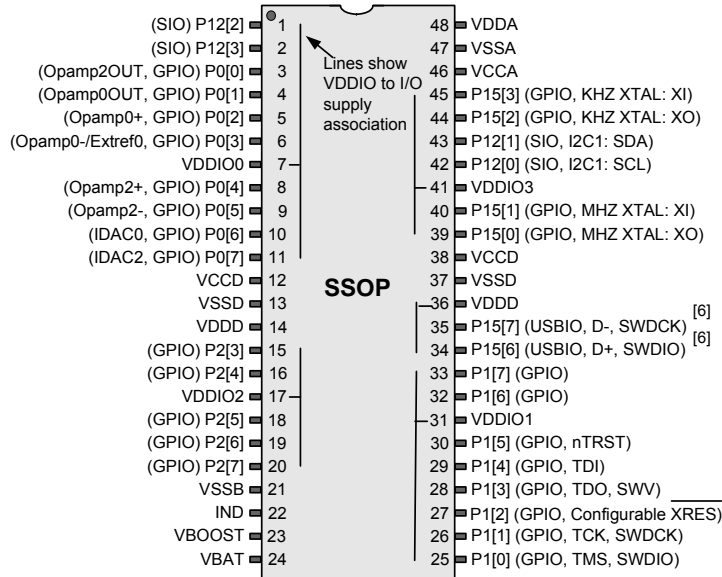 (SIO) P12[2] 1 48 VDDA
(SIO) P12[3] 2 47 VSSA
(Opamp2OUT, GPIO) P0[0] 3 46 VCCA
(Opamp0OUT, GPIO) P0[1] 4 45 P15[3] (GPIO, KHZ XTAL: XI)
(Opamp0+, GPIO) P0[2] 5 44 P15[2] (GPIO, KHZ XTAL: XO)
(Opamp0-/Extref0, GPIO) P0[3] 6 43 P12[1] (SIO, I2C1: SDA)
Lines show
VDDIO to I/O
supply
association
VDDIO0 7 42 P12[0] (SIO, I2C1: SCL)
(Opamp2+, GPIO) P0[4] 8 41 VDDIO3
(Opamp2-, GPIO) P0[5] 9 40 P15[1] (GPIO, MHZ XTAL: XI)
(IDAC0, GPIO) P0[6] 10 39 P15[0] (GPIO, MHZ XTAL: XO)
(IDAC2, GPIO) P0[7] 11 38 VCCD
VCCD 12 37 VSSD
SSOP
VSSD 13 36 VDDD
VDDD 14 35 P15[7] (USBIO, D-, SWDCK) [6]
(GPIO) P2[3] 15 34 P15[6] (USBIO, D+, SWDIO) [6]
(GPIO) P2[4] 16 33 P1[7] (GPIO)
VDDIO2 17 32 P1[6] (GPIO)
(GPIO) P2[5] 18 31 VDDIO1
(GPIO) P2[6] 19 30 P1[5] (GPIO, nTRST)
(GPIO) P2[7] 20 29 P1[4] (GPIO, TDI)
VSSB 21 28 P1[3] (GPIO, TDO, SWV)
IND 22 27 P1[2] (GPIO, Configurable XRES)
VBOOST 23 26 P1[1] (GPIO, TCK, SWDCK)
VBAT 24 25 P1[0] (GPIO, TMS, SWDIO)